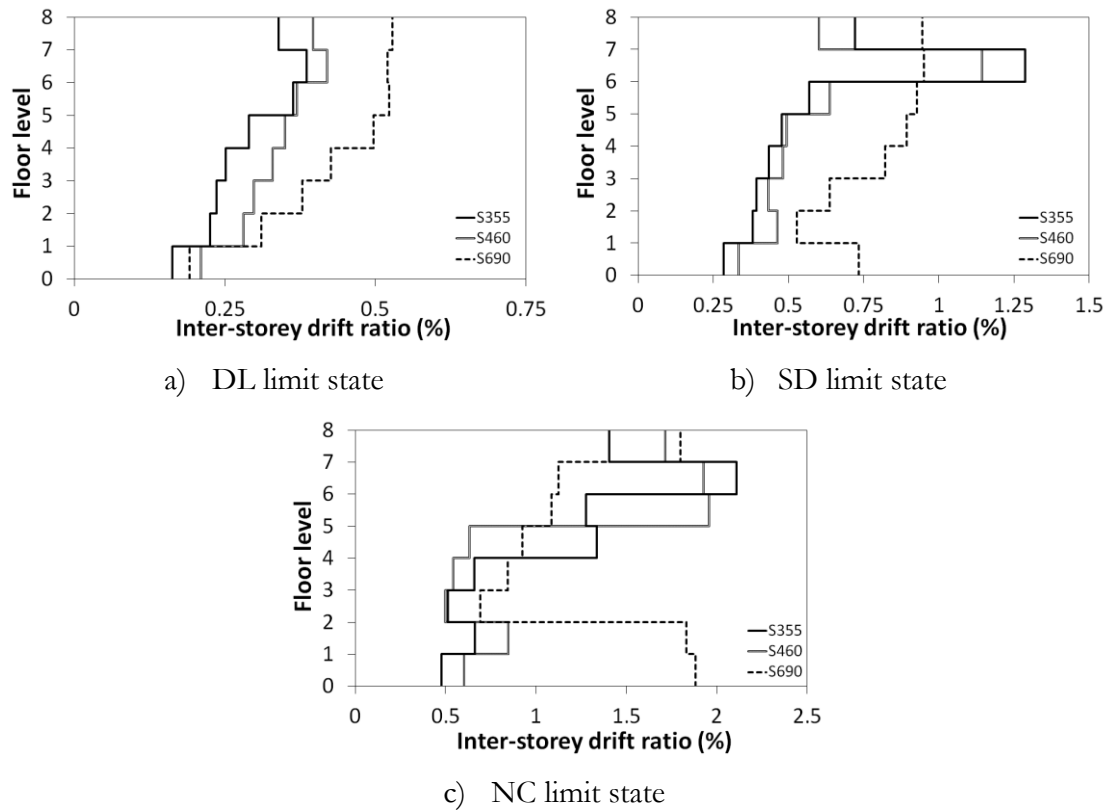 8
7
6
5
4
3
2
1
0
Floor level
S355
S460
S690
0 0.25 0.5 0.75
Inter-storey drift ratio (%)
a) DL limit state
8
7
6
5
4
3
2
1
0
Floor level
S355
S460
S690
0 0.25 0.5 0.75 1 1.25 1.5
Inter-storey drift ratio (%)
b) SD limit state
8
7
6
5
4
3
2
1
0
Floor level
S355
S460
S690
0 0.5 1 1.5 2 2.5
Inter-storey drift ratio (%)
c) NC limit state